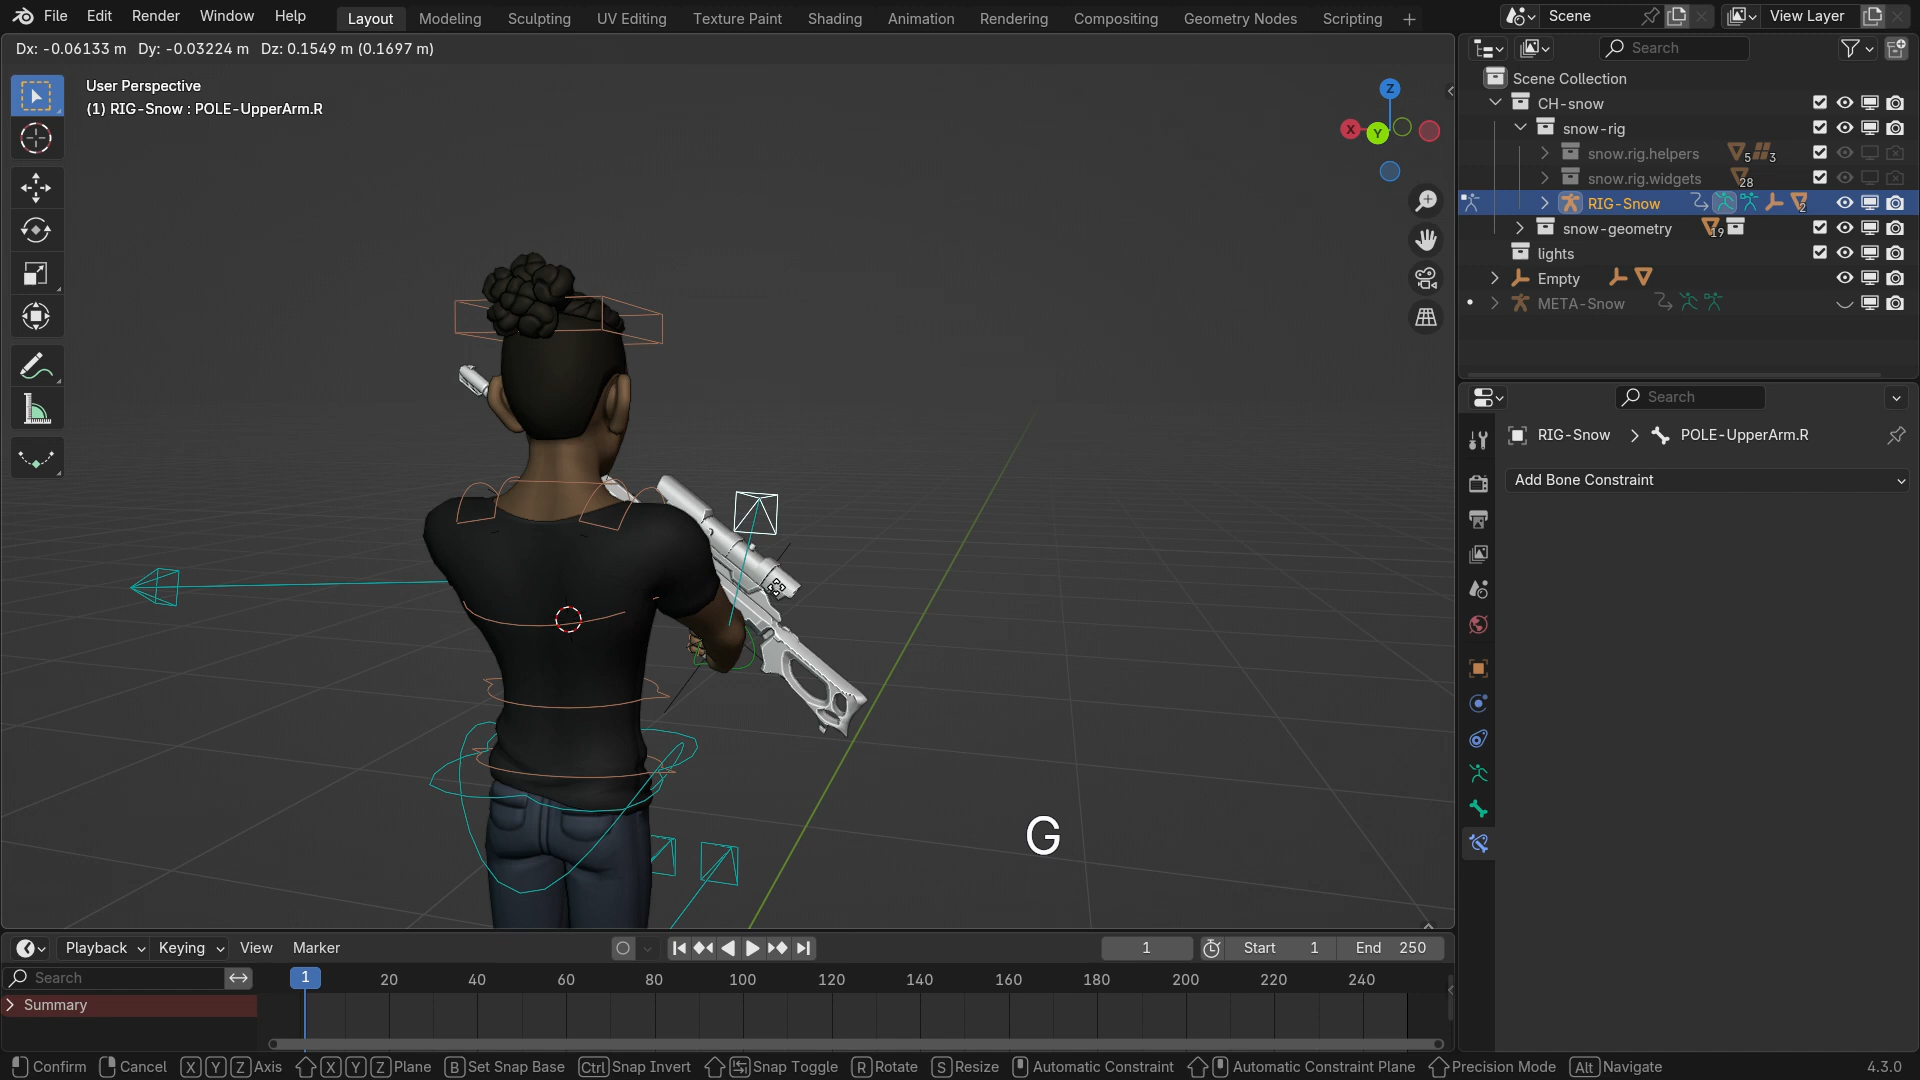 File Edit Render Window Help Layout Modeling Sculpting UV Editing Texture Paint Shading Animation Rendering Compositing Geometry Nodes Scripting Scene View Layer
Dx: -0.06133 m Dy: -0.03224 m Dz: 0.1549 m (0.1697 m)
Search
User Perspective
(1) RIG-Snow : POLE-UpperArm.R
Z
X
Y
Scene Collection
CH-snow
snow-rig
snow.rig.helpers 5 3
snow.rig.widgets 28
RIG-Snow 2
snow-geometry 19
lights
Empty
META-Snow
Search
RIG-Snow POLE-UpperArm.R
Add Bone Constraint
G
Playback Keying View Marker 1 Start 1 End 250
Search 1 20 40 60 80 100 120 140 160 180 200 220 240
Summary
Confirm Cancel X Y Z Axis X Y Z Plane B Set Snap Base Ctrl Snap Invert Snap Toggle R Rotate S Resize Automatic Constraint Automatic Constraint Plane Precision Mode Alt Navigate 4.3.0